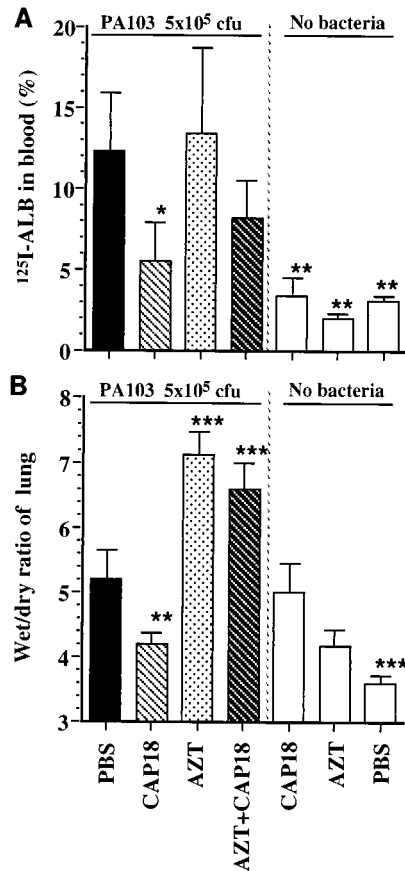 A
PA103 5x10⁵ cfu
No bacteria
¹²⁵I-ALB in blood (%)
20
15
10
5
0
*
**
**
**
B
PA103 5x10⁵ cfu
No bacteria
Wet/dry ratio of lung
8
7
6
5
4
3
**
***
***
***
PBS
CAP18
AZT
AZT+CAP18
CAP18
AZT
PBS